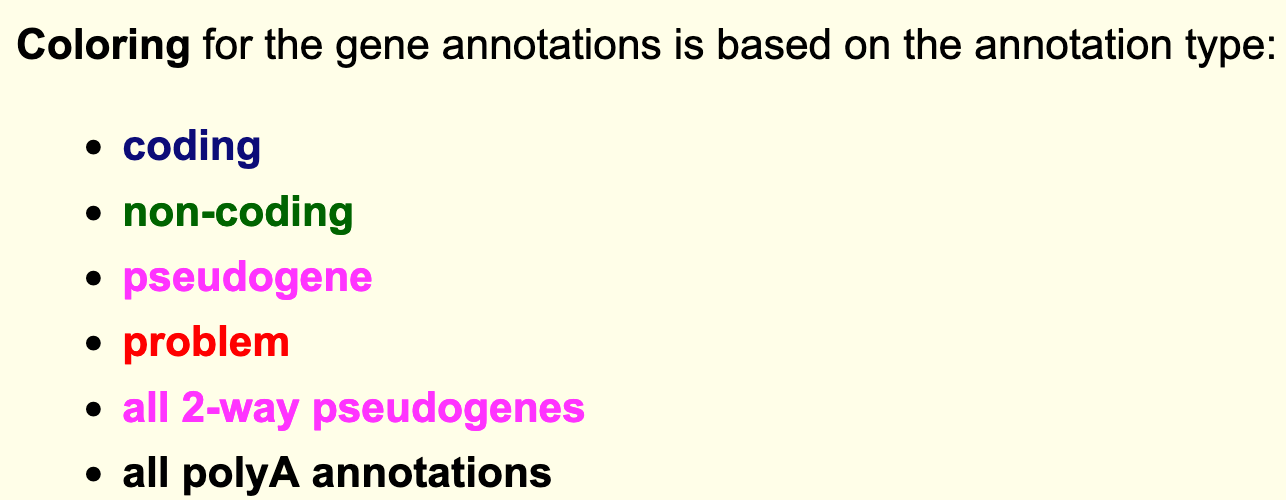 Coloring for the gene annotations is based on the annotation type:
• coding
• non-coding
• pseudogene
• problem
• all 2-way pseudogenes
• all polyA annotations